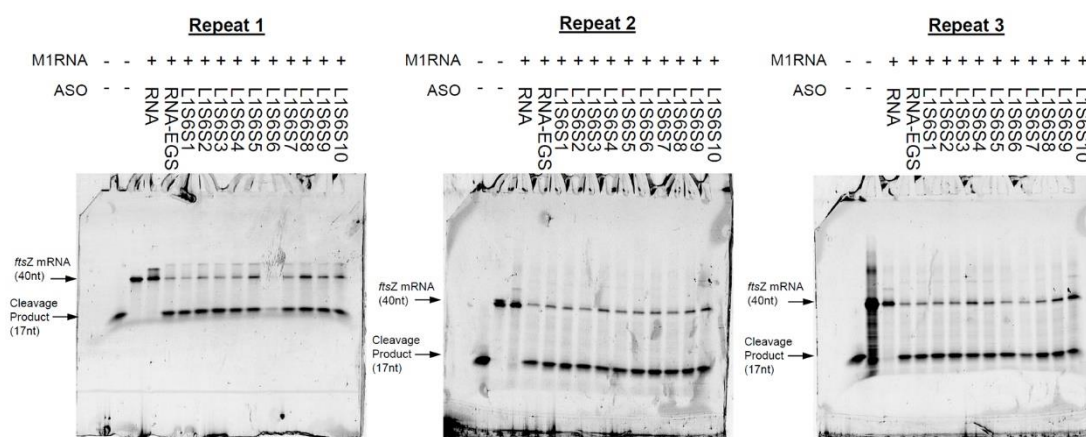 Repeat 1
M1RNA - - + + + + + + + + + + + +
ASO - - RNA RNA-EGS L1S6S1 L1S6S2 L1S6S3 L1S6S4 L1S6S5 L1S6S6 L1S6S7 L1S6S8 L1S6S9 L1S6S10
ftsZ mRNA
(40nt)
Cleavage
Product
(17nt)
Repeat 2
M1RNA - - + + + + + + + + + + + +
ASO - - RNA RNA-EGS L1S6S1 L1S6S2 L1S6S3 L1S6S4 L1S6S5 L1S6S6 L1S6S7 L1S6S8 L1S6S9 L1S6S10
ftsZ mRNA
(40nt)
Cleavage
Product
(17nt)
Repeat 3
M1RNA - - + + + + + + + + + + + +
ASO - - RNA RNA-EGS L1S6S1 L1S6S2 L1S6S3 L1S6S4 L1S6S5 L1S6S6 L1S6S7 L1S6S8 L1S6S9 L1S6S10
ftsZ mRNA
(40nt)
Cleavage
Product
(17nt)